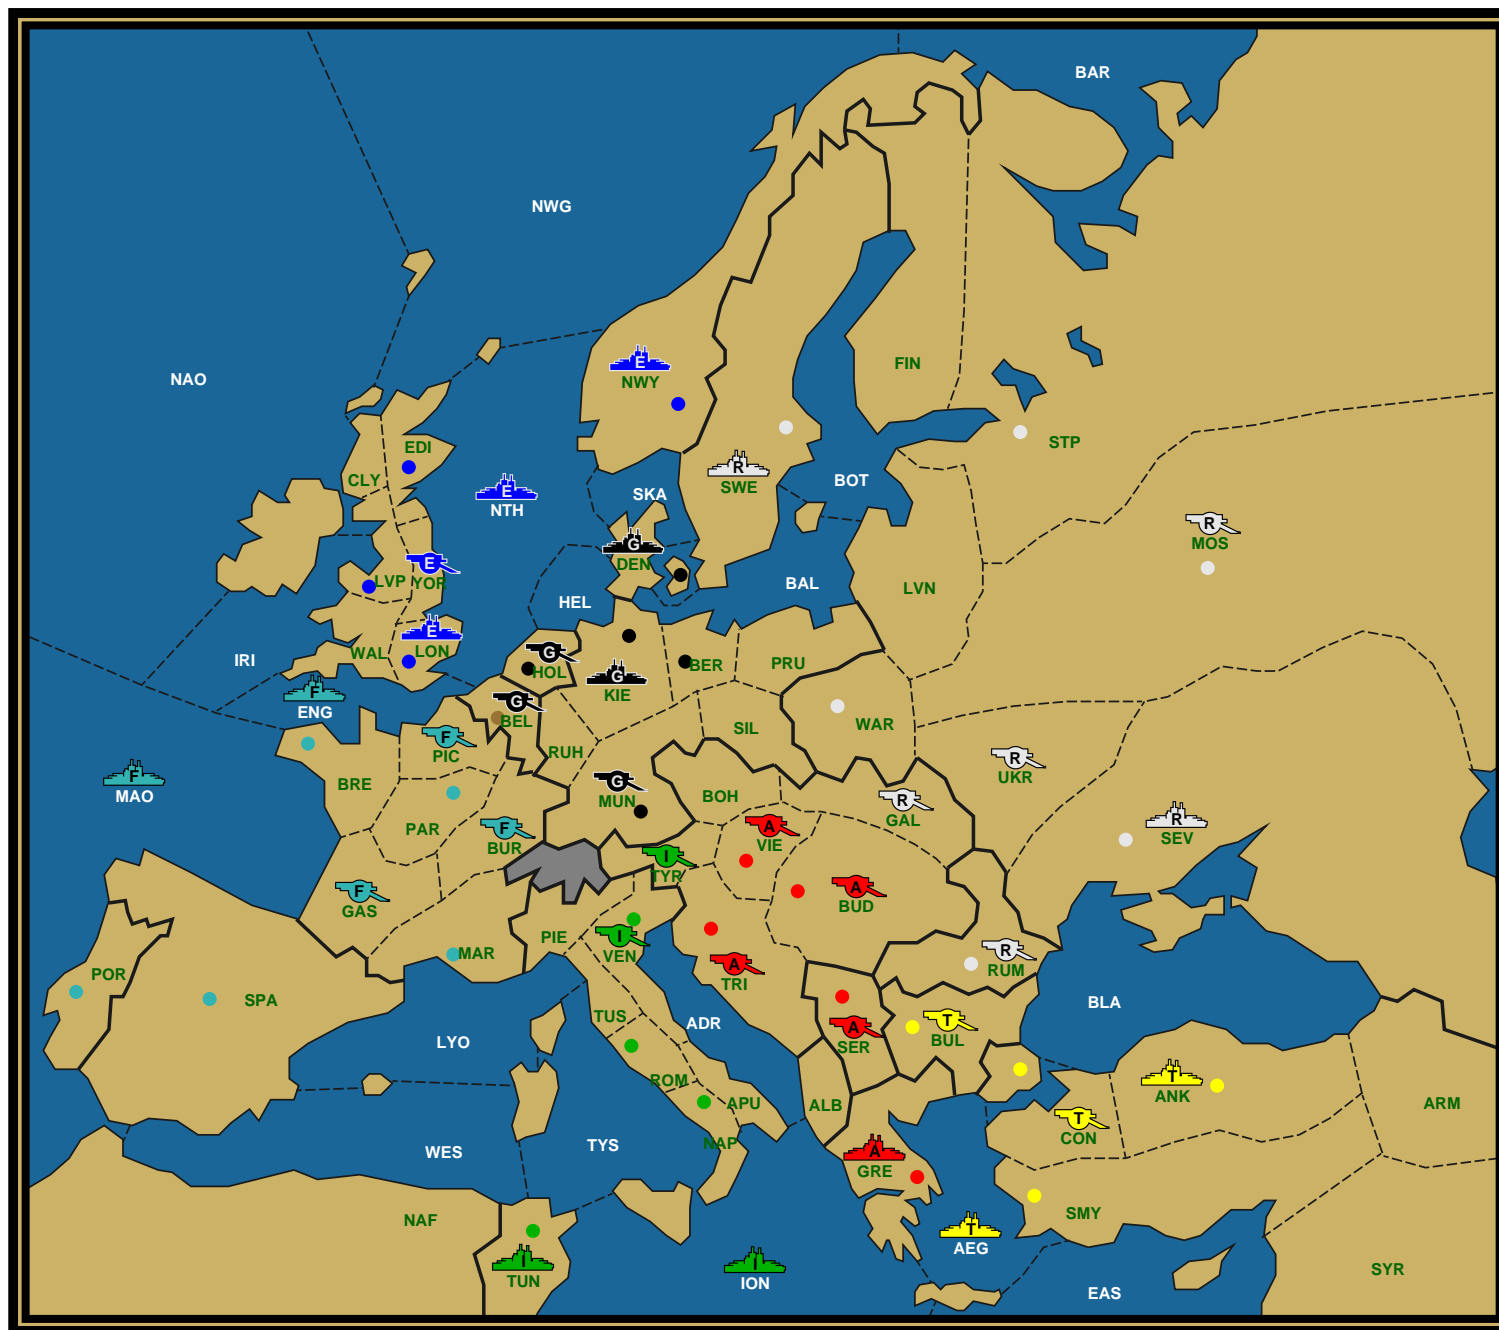 BAR
NWG
NAO
E
NWY
FIN
STP
EDI
CLY
E
NTH
SKA
R
SWE
BOT
R
MOS
G
DEN
E
YOR
LVP
HEL
BAL
LVN
E
LON
WAL
IRI
G
HOL
G
KIE
BER
PRU
F
ENG
G
BEL
WAR
F
PIC
RUH
SIL
R
UKR
F
MAO
BRE
G
MUN
BOH
R
GAL
R
SEV
F
BUR
PAR
A
VIE
I
TYR
F
GAS
A
BUD
PIE
I
VEN
MAR
A
TRI
R
RUM
POR
SPA
BLA
TUS
ADR
A
SER
T
BUL
LYO
ROM
APU
ALB
T
ANK
ARM
T
CON
NAP
WES
TYS
A
GRE
NAF
SMY
T
AEG
I
TUN
I
ION
EAS
SYR